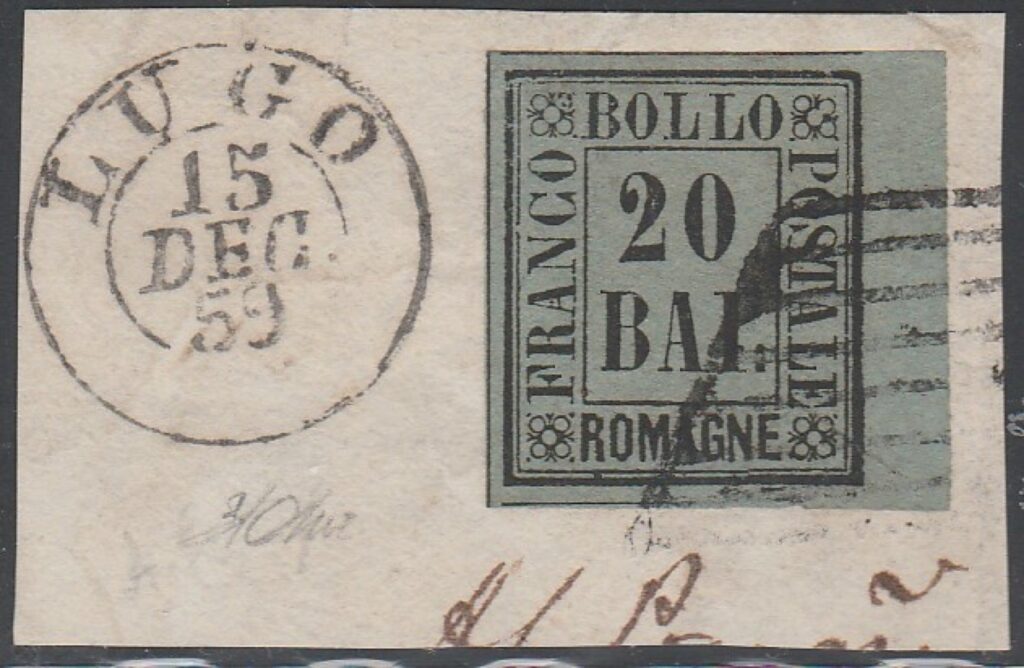 LUGO
15
DEC.
59
BOLLO
FRANCO
POSTALE
20
BAI.
ROMAGNE